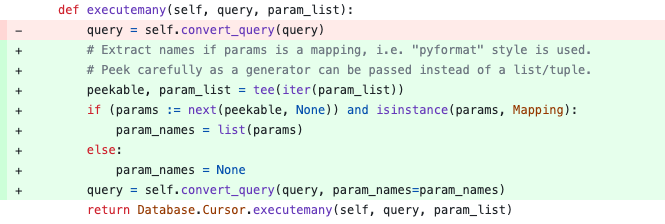 def executemany(self, query, param_list):
-     query = self.convert_query(query)
+     # Extract names if params is a mapping, i.e. "pyformat" style is used.
+     # Peek carefully as a generator can be passed instead of a list/tuple.
+     peekable, param_list = tee(iter(param_list))
+     if (params := next(peekable, None)) and isinstance(params, Mapping):
+         param_names = list(params)
+     else:
+         param_names = None
+     query = self.convert_query(query, param_names=param_names)
return Database.Cursor.executemany(self, query, param_list)